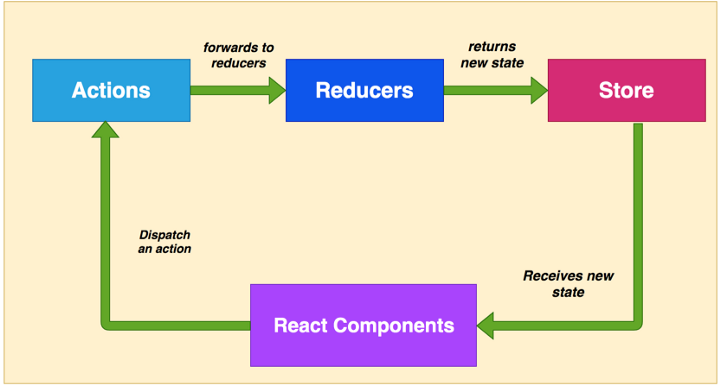 forwards to
reducers
returns
new state
Actions
Reducers
Store
Dispatch
an action
Receives new
state
React Components